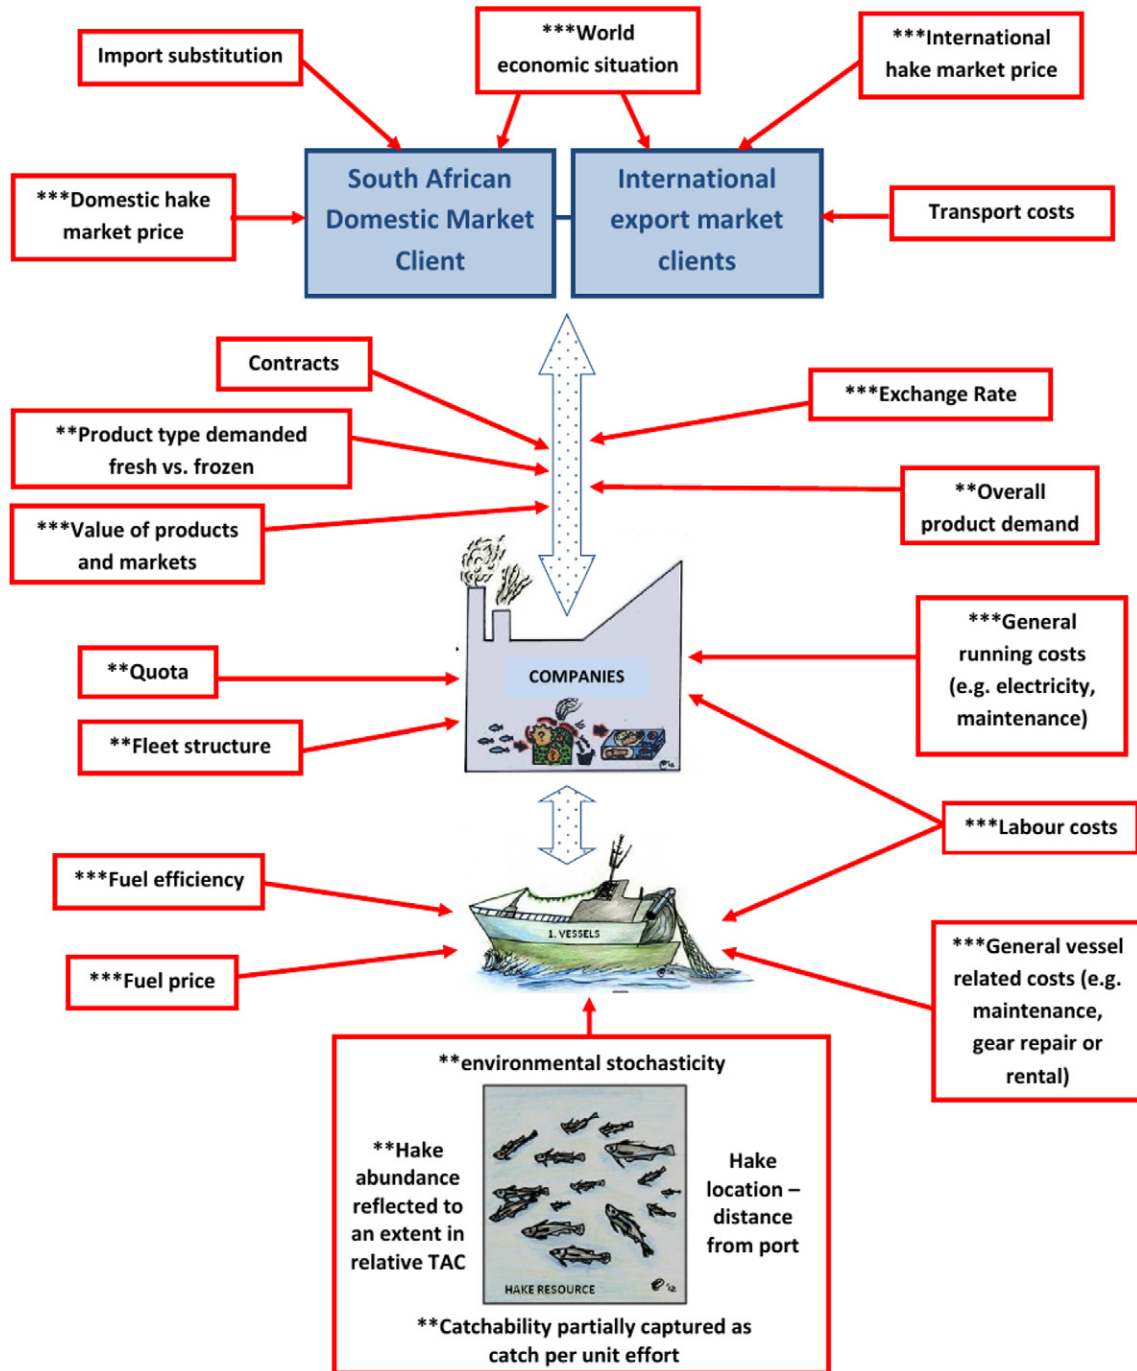 Import substitution
***World
economic situation
***International
hake market price
***Domestic hake
market price
South African
Domestic Market
Client
International
export market
clients
Transport costs
Contracts
***Exchange Rate
**Product type demanded
fresh vs. frozen
**Overall
product demand
***Value of products
and markets
**Quota
COMPANIES
***General
running costs
(e.g. electricity,
maintenance)
**Fleet structure
***Labour costs
***Fuel efficiency
1. VESSELS
***Fuel price
***General vessel
related costs (e.g.
maintenance,
gear repair or
rental)
**environmental stochasticity
**Hake
abundance
reflected to
an extent in
relative TAC
Hake
location –
distance
from port
HAKE RESOURCE
**Catchability partially captured as
catch per unit effort